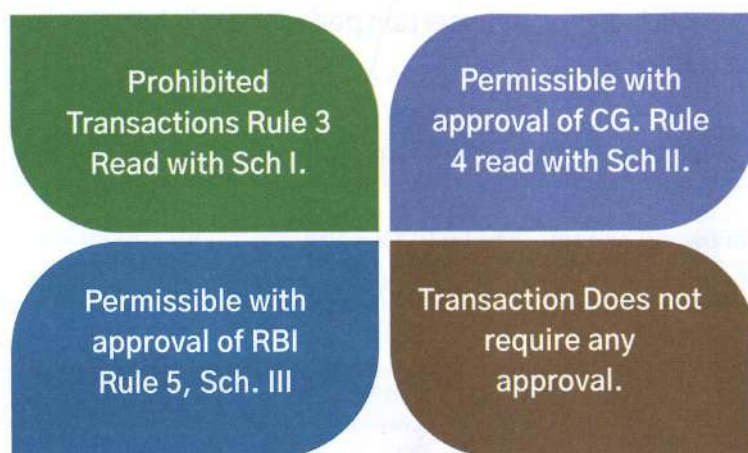 Prohibited
Transactions Rule 3
Read with Sch I.
Permissible with
approval of CG. Rule
4 read with Sch II.
Permissible with
approval of RBI
Rule 5, Sch. III
Transaction Does not
require any
approval.